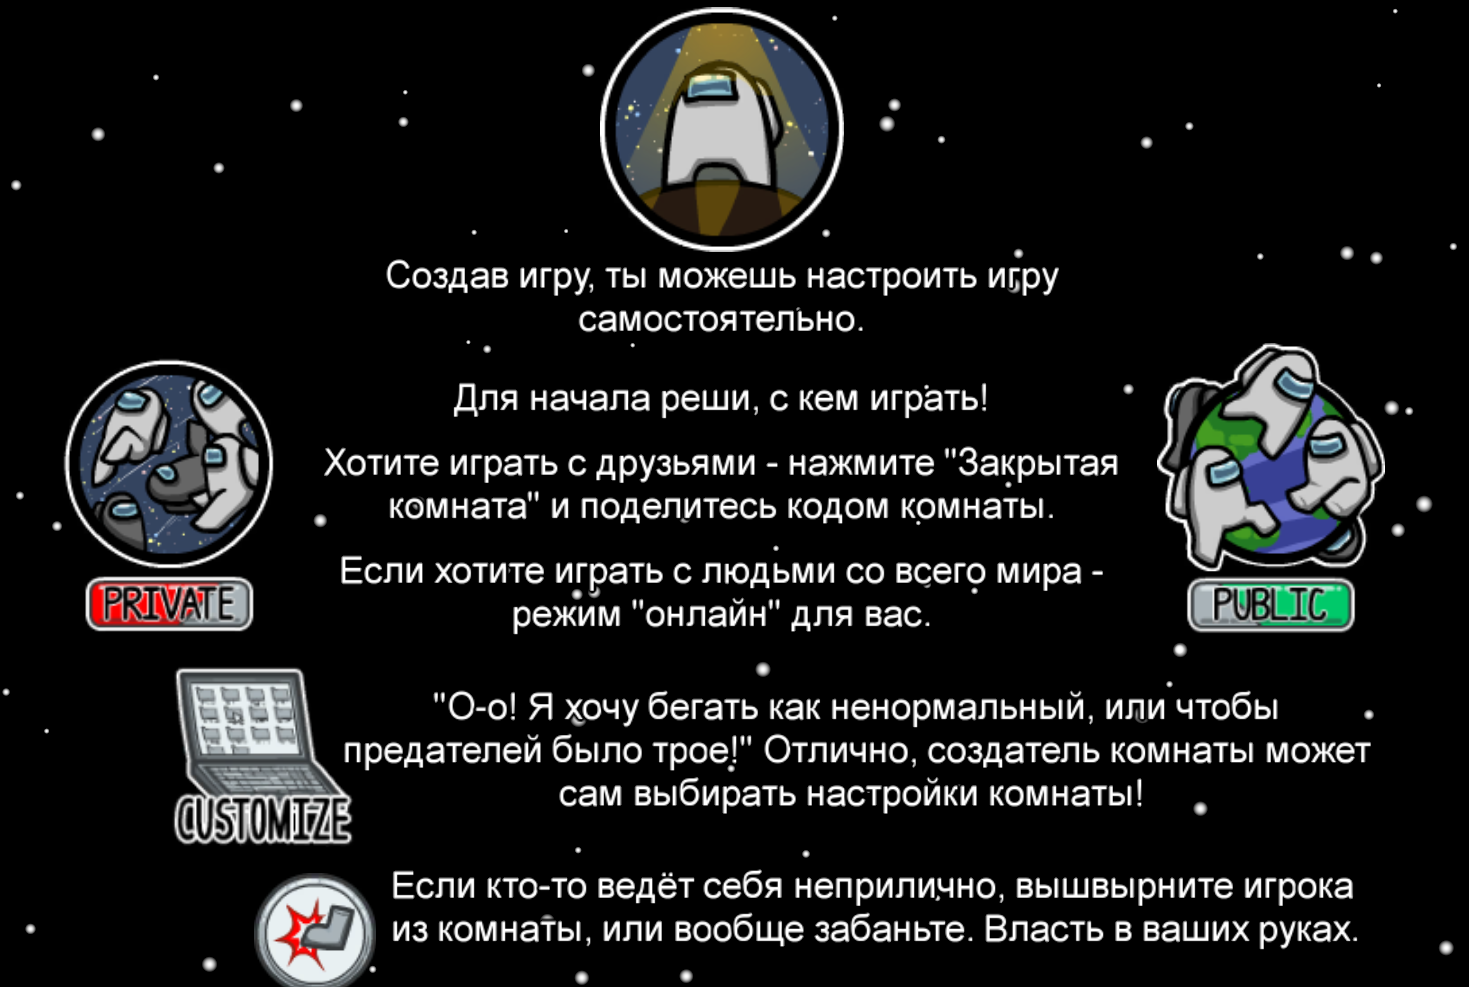 Создав игру, ты можешь настроить игру
самостоятельно.
Для начала реши, с кем играть!
Хотите играть с друзьями - нажмите "Закрытая
комната" и поделитесь кодом комнаты.
Если хотите играть с людьми со всего мира -
режим "онлайн" для вас.
PRIVATE
PUBLIC
"О-о! Я хочу бегать как ненормальный, или чтобы
предателей было трое!" Отлично, создатель комнаты может
сам выбирать настройки комнаты!
CUSTOMIZE
Если кто-то ведёт себя неприлично, вышвырните игрока
из комнаты, или вообще забаньте. Власть в ваших руках.